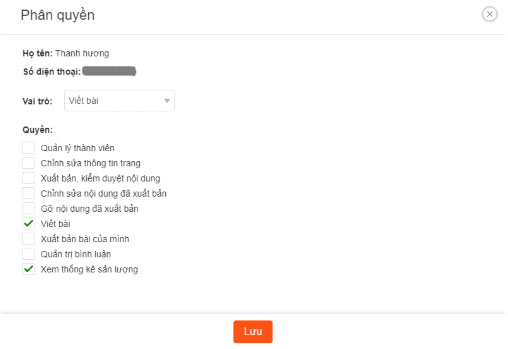 Phân quyền
Họ tên: Thanh hương
Số điện thoại:
Vai trò: Viết bài
Quyền:
Quản lý thành viên
Chỉnh sửa thông tin trang
Xuất bản, kiểm duyệt nội dung
Chỉnh sửa nội dung đã xuất bản
Gỡ nội dung đã xuất bản
Viết bài
Xuất bản bài của mình
Quản trị bình luận
Xem thống kê sản lượng
Lưu